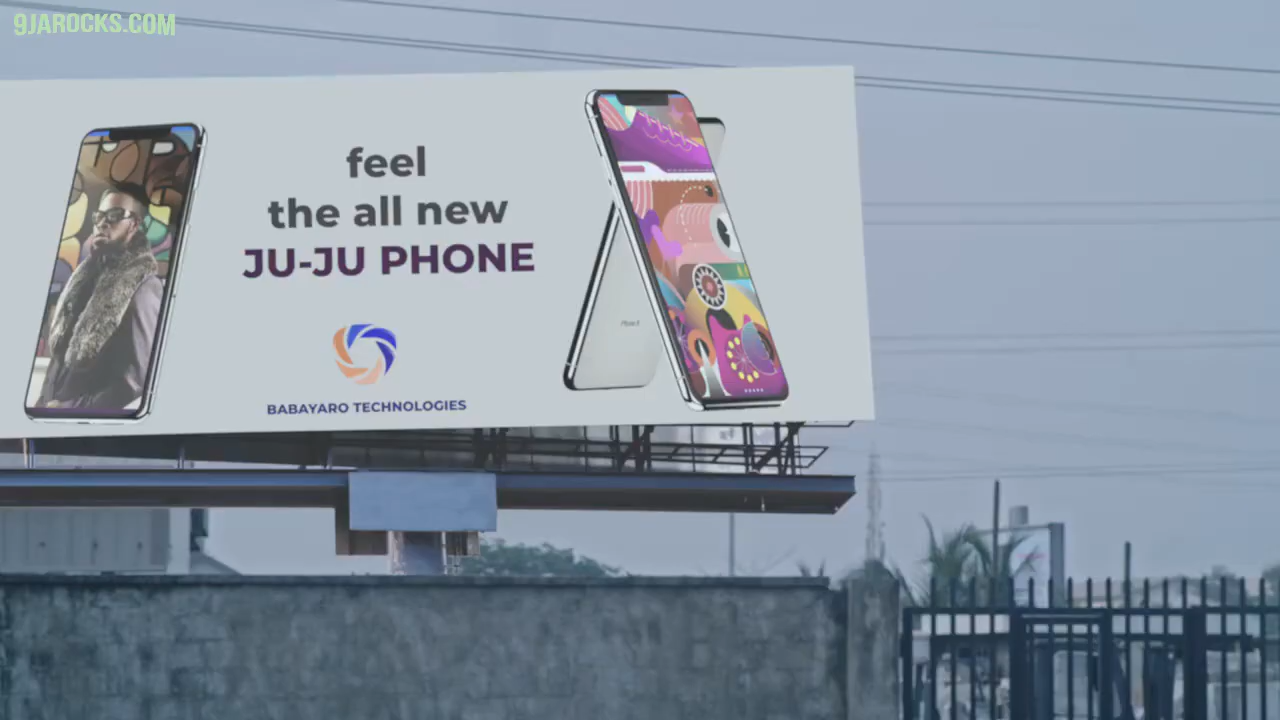 9JAROCKS.COM
feel
the all new
JU-JU PHONE
BABAYARO TECHNOLOGIES